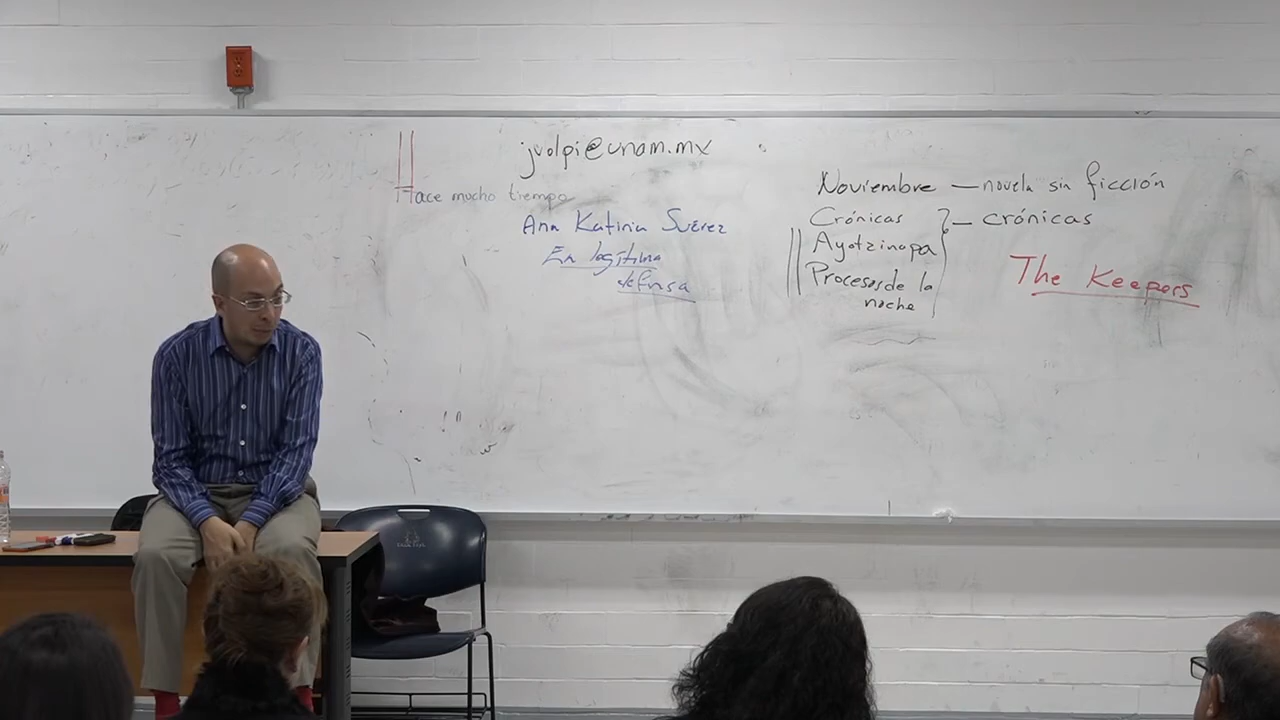 jvolpi@unam.mx
Hace mucho tiempo
Ana Katiria Suárez
En legítima
defensa
Noviembre — novela sin ficción
Crónicas — crónicas
Ayotzinapa
Procesos de la
noche
The Keepers